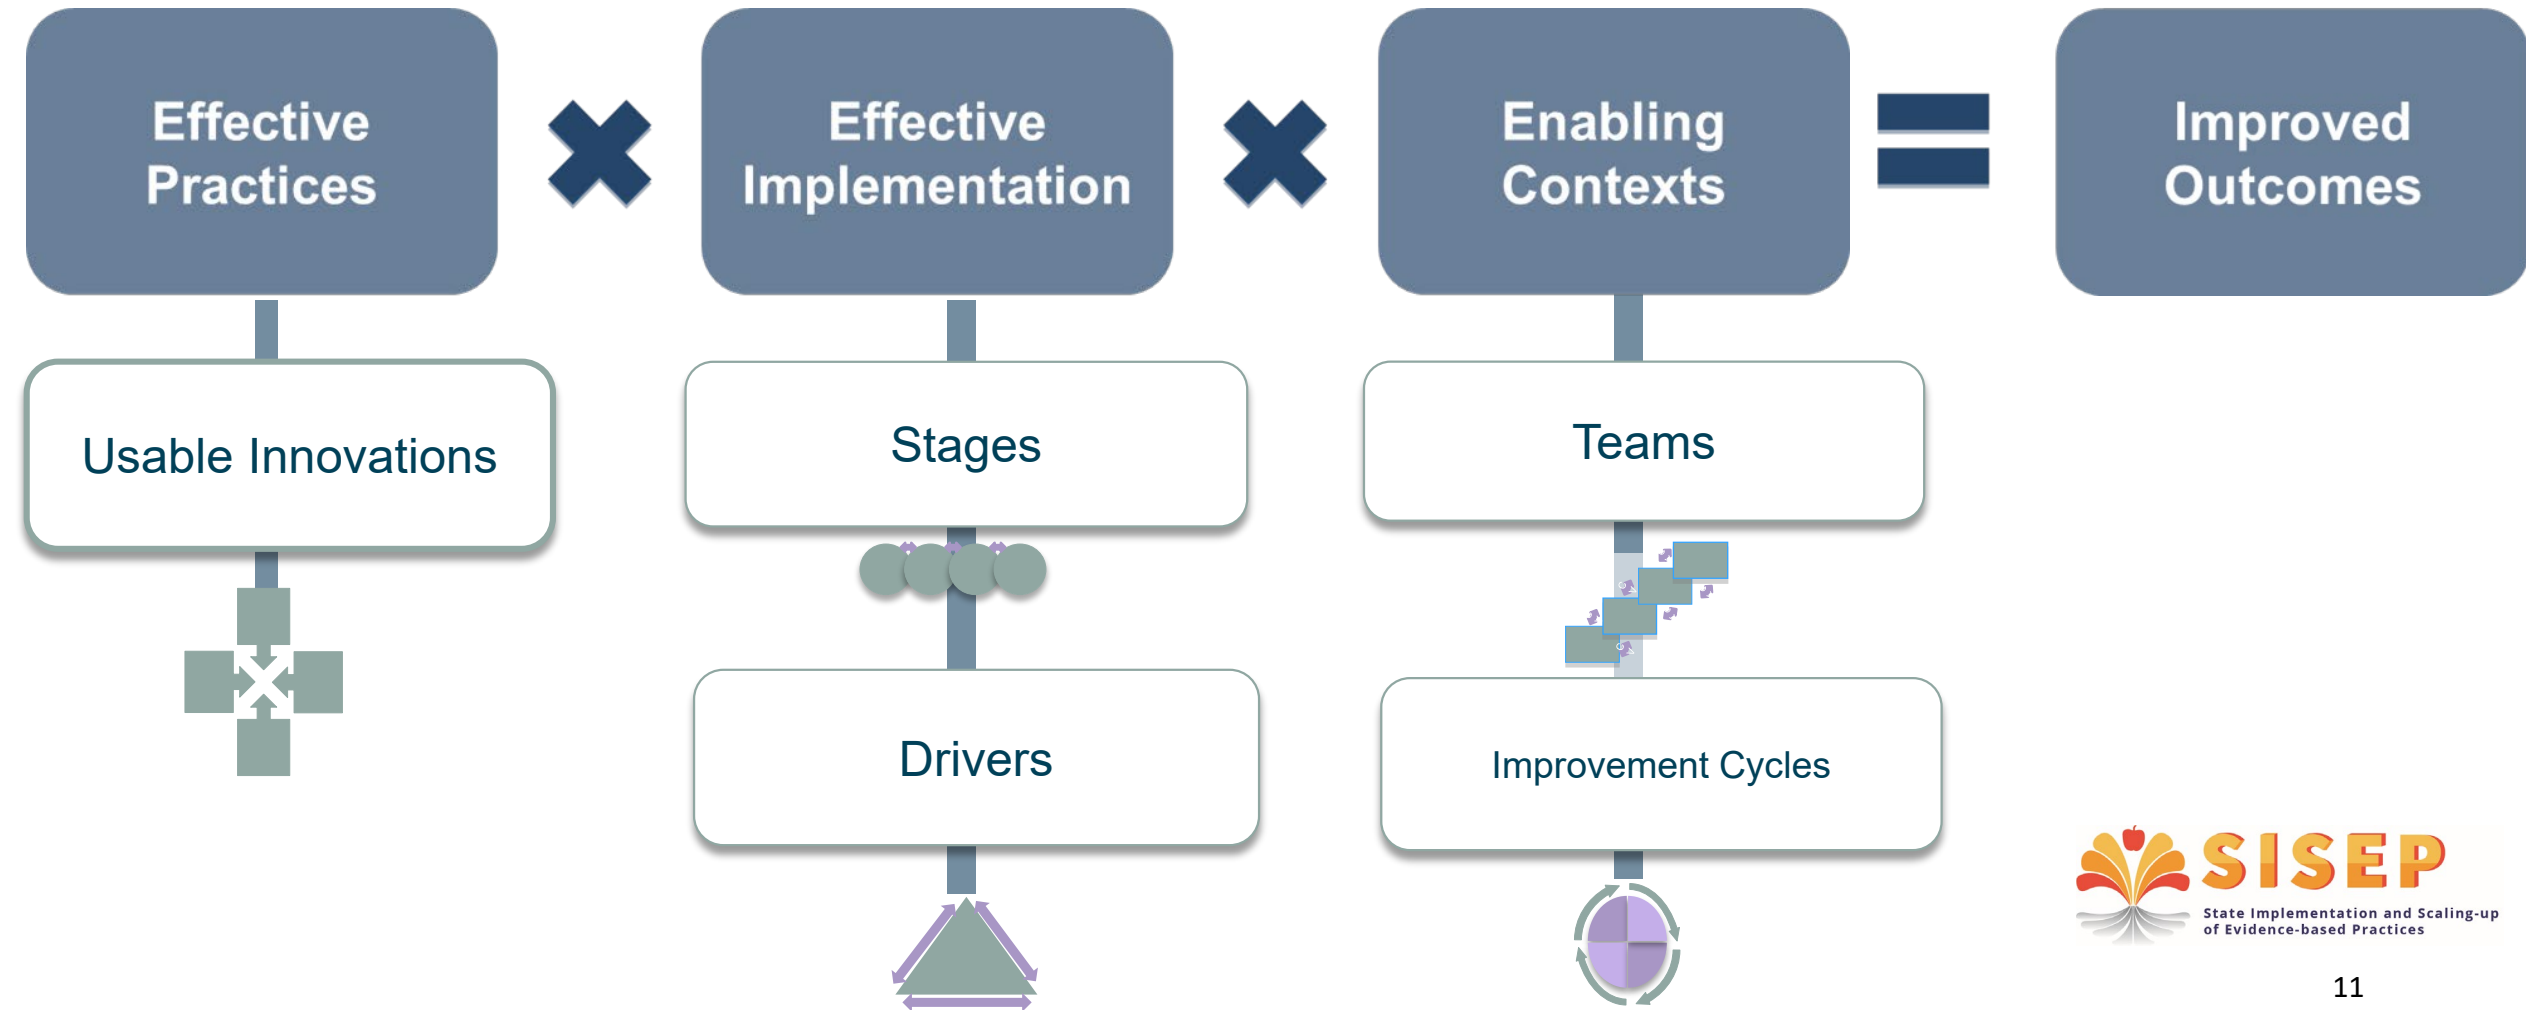 Effective
Practices
Effective
Implementation
Enabling
Contexts
Improved
Outcomes
Usable Innovations
Stages
Teams
Drivers
Improvement Cycles
SISEP
State Implementation and Scaling-up
of Evidence-based Practices
11